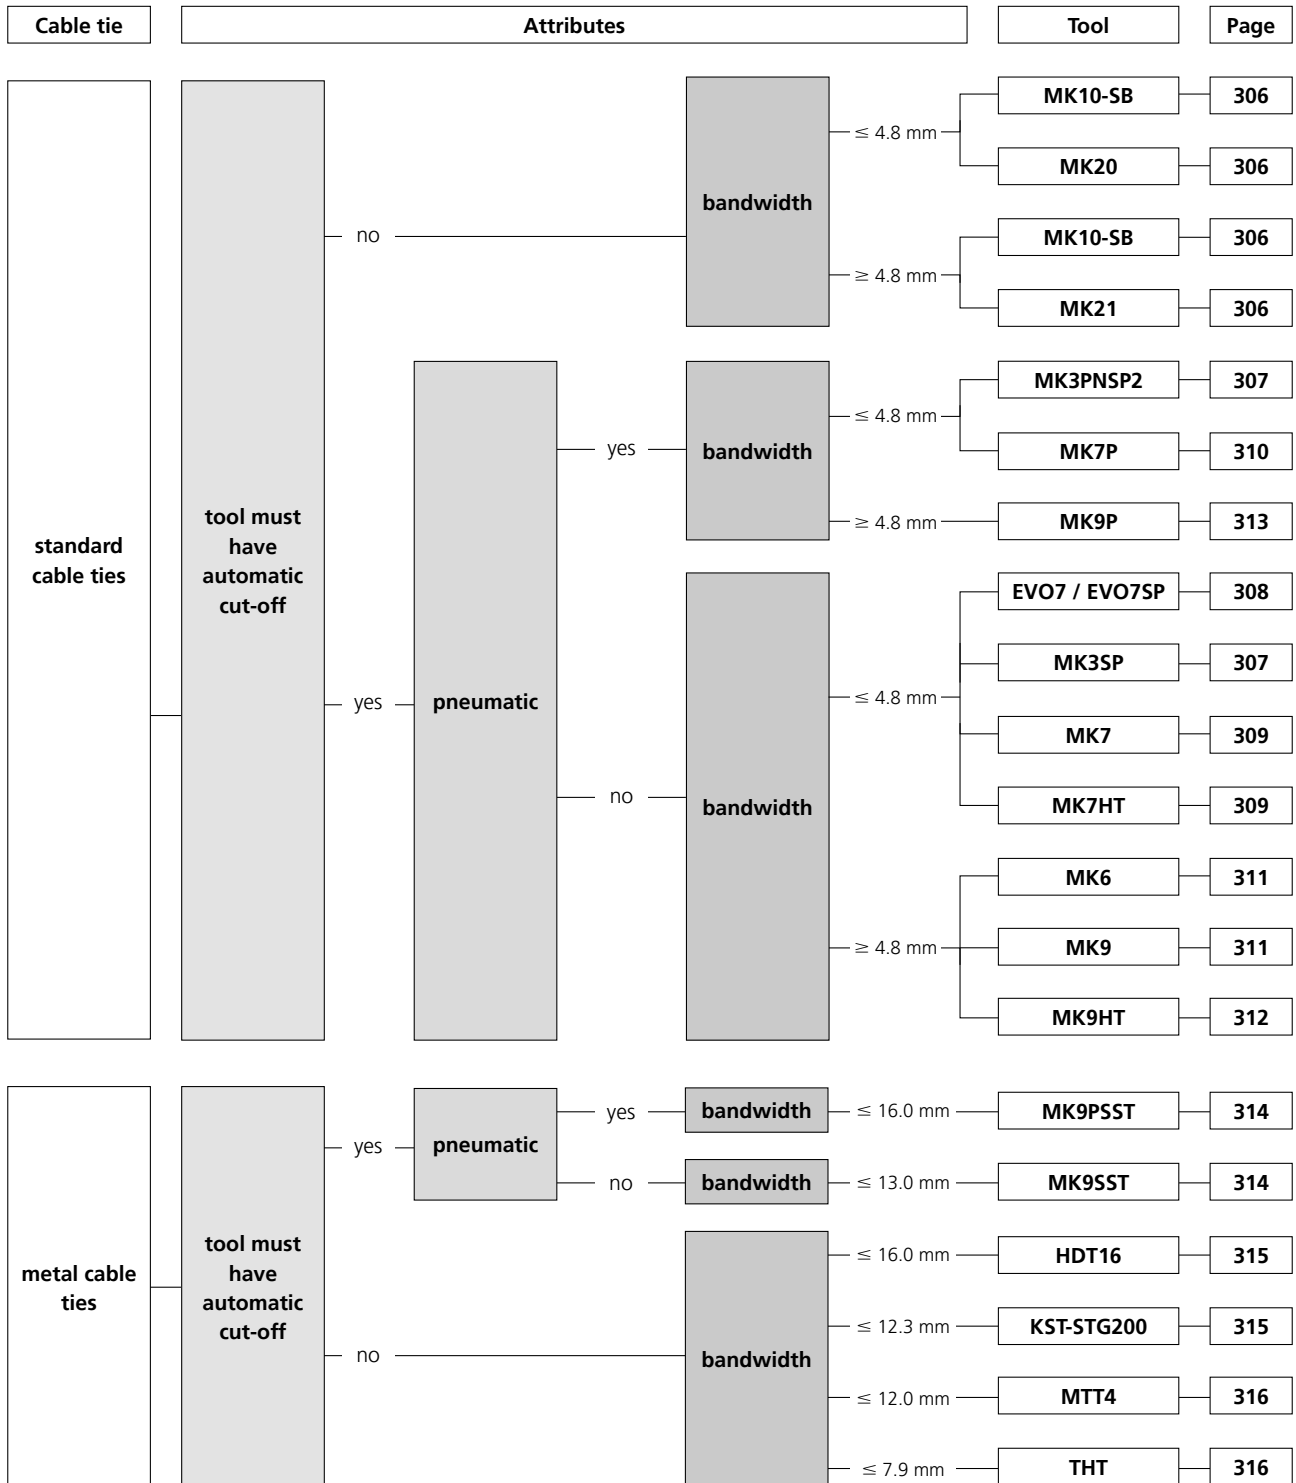 Cable tie
Attributes
Tool
Page
standard
cable ties
tool must
have
automatic
cut-off
no
bandwidth
≤ 4.8 mm
MK10-SB
306
MK20
306
≥ 4.8 mm
MK10-SB
306
MK21
306
yes
pneumatic
yes
bandwidth
≤ 4.8 mm
MK3PNSP2
307
MK7P
310
≥ 4.8 mm
MK9P
313
no
bandwidth
≤ 4.8 mm
EVO7 / EVO7SP
308
MK3SP
307
MK7
309
MK7HT
309
≥ 4.8 mm
MK6
311
MK9
311
MK9HT
312
metal cable
ties
tool must
have
automatic
cut-off
yes
pneumatic
yes
bandwidth
≤ 16.0 mm
MK9PSST
314
no
bandwidth
≤ 13.0 mm
MK9SST
314
no
bandwidth
≤ 16.0 mm
HDT16
315
≤ 12.3 mm
KST-STG200
315
≤ 12.0 mm
MTT4
316
≤ 7.9 mm
THT
316